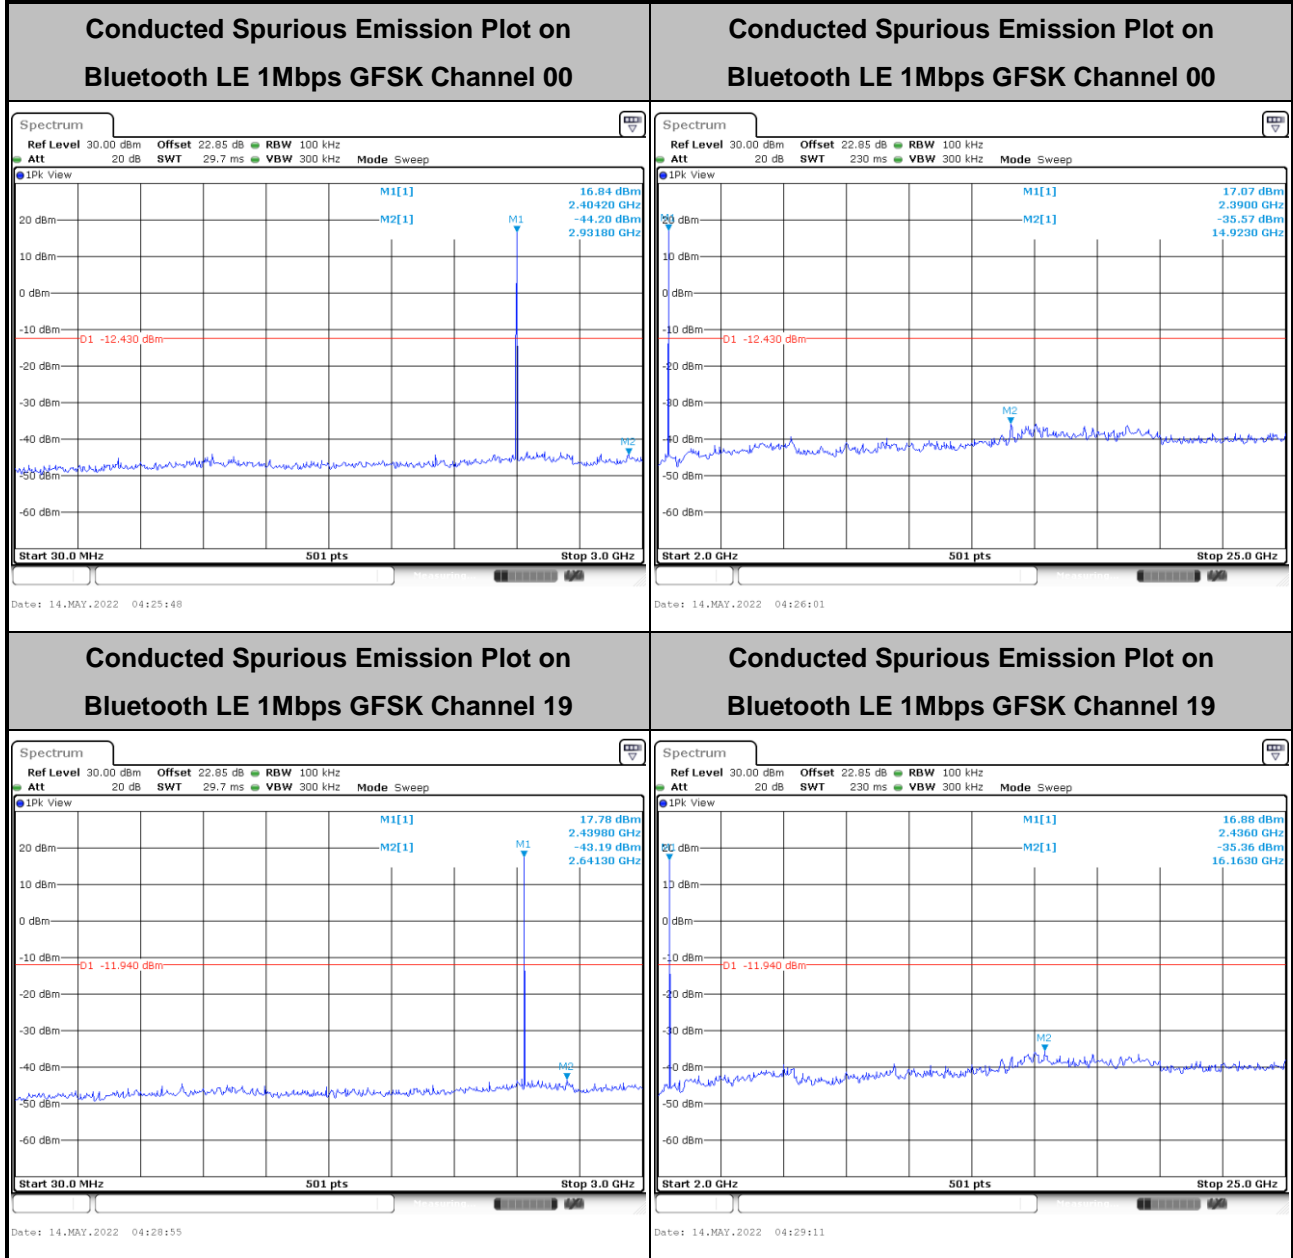 Conducted Spurious Emission Plot on
Bluetooth LE 1Mbps GFSK Channel 00
Spectrum
Ref Level 30.00 dBm Offset 22.85 dB RBW 100 kHz
Att 20 dB SWT 29.7 ms VBW 300 kHz Mode Sweep
1Pk View
M1[1] 16.84 dBm
2.40420 GHz
20 dBm M2[1] M1 -44.20 dBm
2.93180 GHz
10 dBm
0 dBm
-10 dBm
D1 -12.430 dBm
-20 dBm
-30 dBm
-40 dBm
M2
-50 dBm
-60 dBm
Start 30.0 MHz 501 pts Stop 3.0 GHz
Date: 14.MAY.2022 04:25:48
Conducted Spurious Emission Plot on
Bluetooth LE 1Mbps GFSK Channel 00
Spectrum
Ref Level 30.00 dBm Offset 22.85 dB RBW 100 kHz
Att 20 dB SWT 230 ms VBW 300 kHz Mode Sweep
1Pk View
M1[1] 17.07 dBm
2.3900 GHz
20 dBm M2[1] -35.57 dBm
14.9230 GHz
10 dBm
0 dBm
-10 dBm
D1 -12.430 dBm
-20 dBm
-30 dBm
M2
-40 dBm
-50 dBm
-60 dBm
Start 2.0 GHz 501 pts Stop 25.0 GHz
Date: 14.MAY.2022 04:26:01
Conducted Spurious Emission Plot on
Bluetooth LE 1Mbps GFSK Channel 19
Spectrum
Ref Level 30.00 dBm Offset 22.85 dB RBW 100 kHz
Att 20 dB SWT 29.7 ms VBW 300 kHz Mode Sweep
1Pk View
M1[1] 17.78 dBm
2.43980 GHz
20 dBm M2[1] M1 -43.19 dBm
2.64130 GHz
10 dBm
0 dBm
-10 dBm
D1 -11.940 dBm
-20 dBm
-30 dBm
-40 dBm
M2
-50 dBm
-60 dBm
Start 30.0 MHz 501 pts Stop 3.0 GHz
Date: 14.MAY.2022 04:28:55
Conducted Spurious Emission Plot on
Bluetooth LE 1Mbps GFSK Channel 19
Spectrum
Ref Level 30.00 dBm Offset 22.85 dB RBW 100 kHz
Att 20 dB SWT 230 ms VBW 300 kHz Mode Sweep
1Pk View
M1[1] 16.88 dBm
2.4360 GHz
20 dBm M2[1] -35.36 dBm
16.1630 GHz
10 dBm
0 dBm
-10 dBm
D1 -11.940 dBm
-20 dBm
-30 dBm
M2
-40 dBm
-50 dBm
-60 dBm
Start 2.0 GHz 501 pts Stop 25.0 GHz
Date: 14.MAY.2022 04:29:11